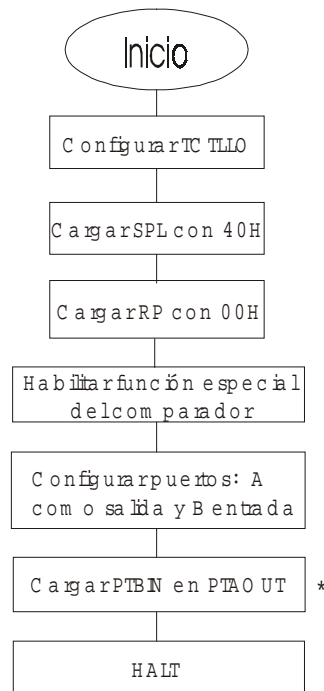 Inicio
Configurar TCTLLO
Cargar SPL con 40H
Cargar RP con 00H
Habilitar función especial
del comparador
Configurar puertos: A
como salida y B entrada
Cargar PTBIN en PTAOUT *
HALT